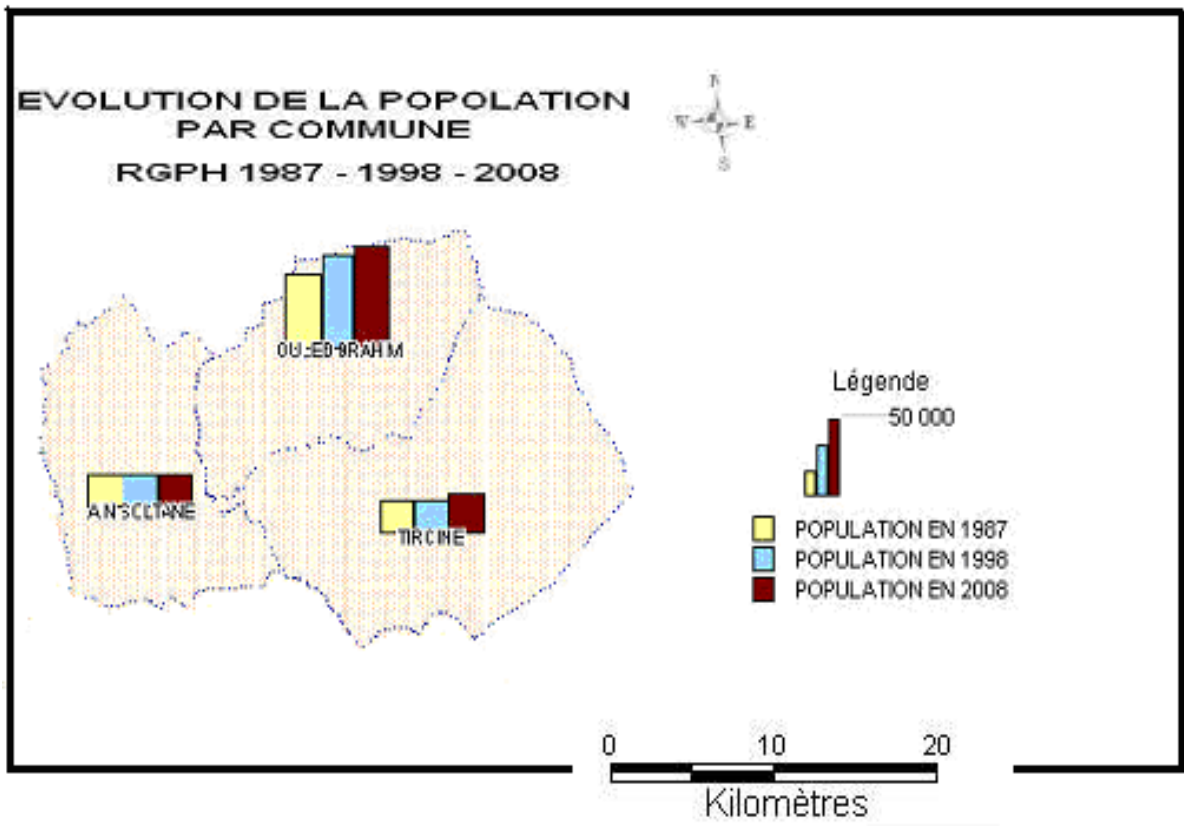 EVOLUTION DE LA POPOLATION
PAR COMMUNE
RGPH 1987 - 1998 - 2008
N
W E
S
Légende
50 000
TIRCINE
POPULATION EN 1987
POPULATION EN 1998
POPULATION EN 2008
0 10 20
Kilomètres